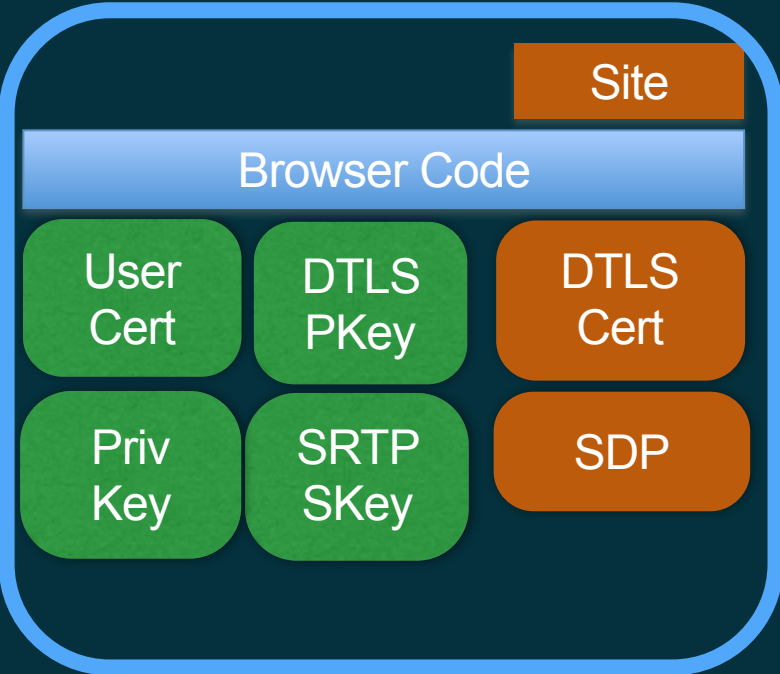 Site
Browser Code
User
Cert
DTLS
PKey
DTLS
Cert
Priv
Key
SRTP
SKey
SDP